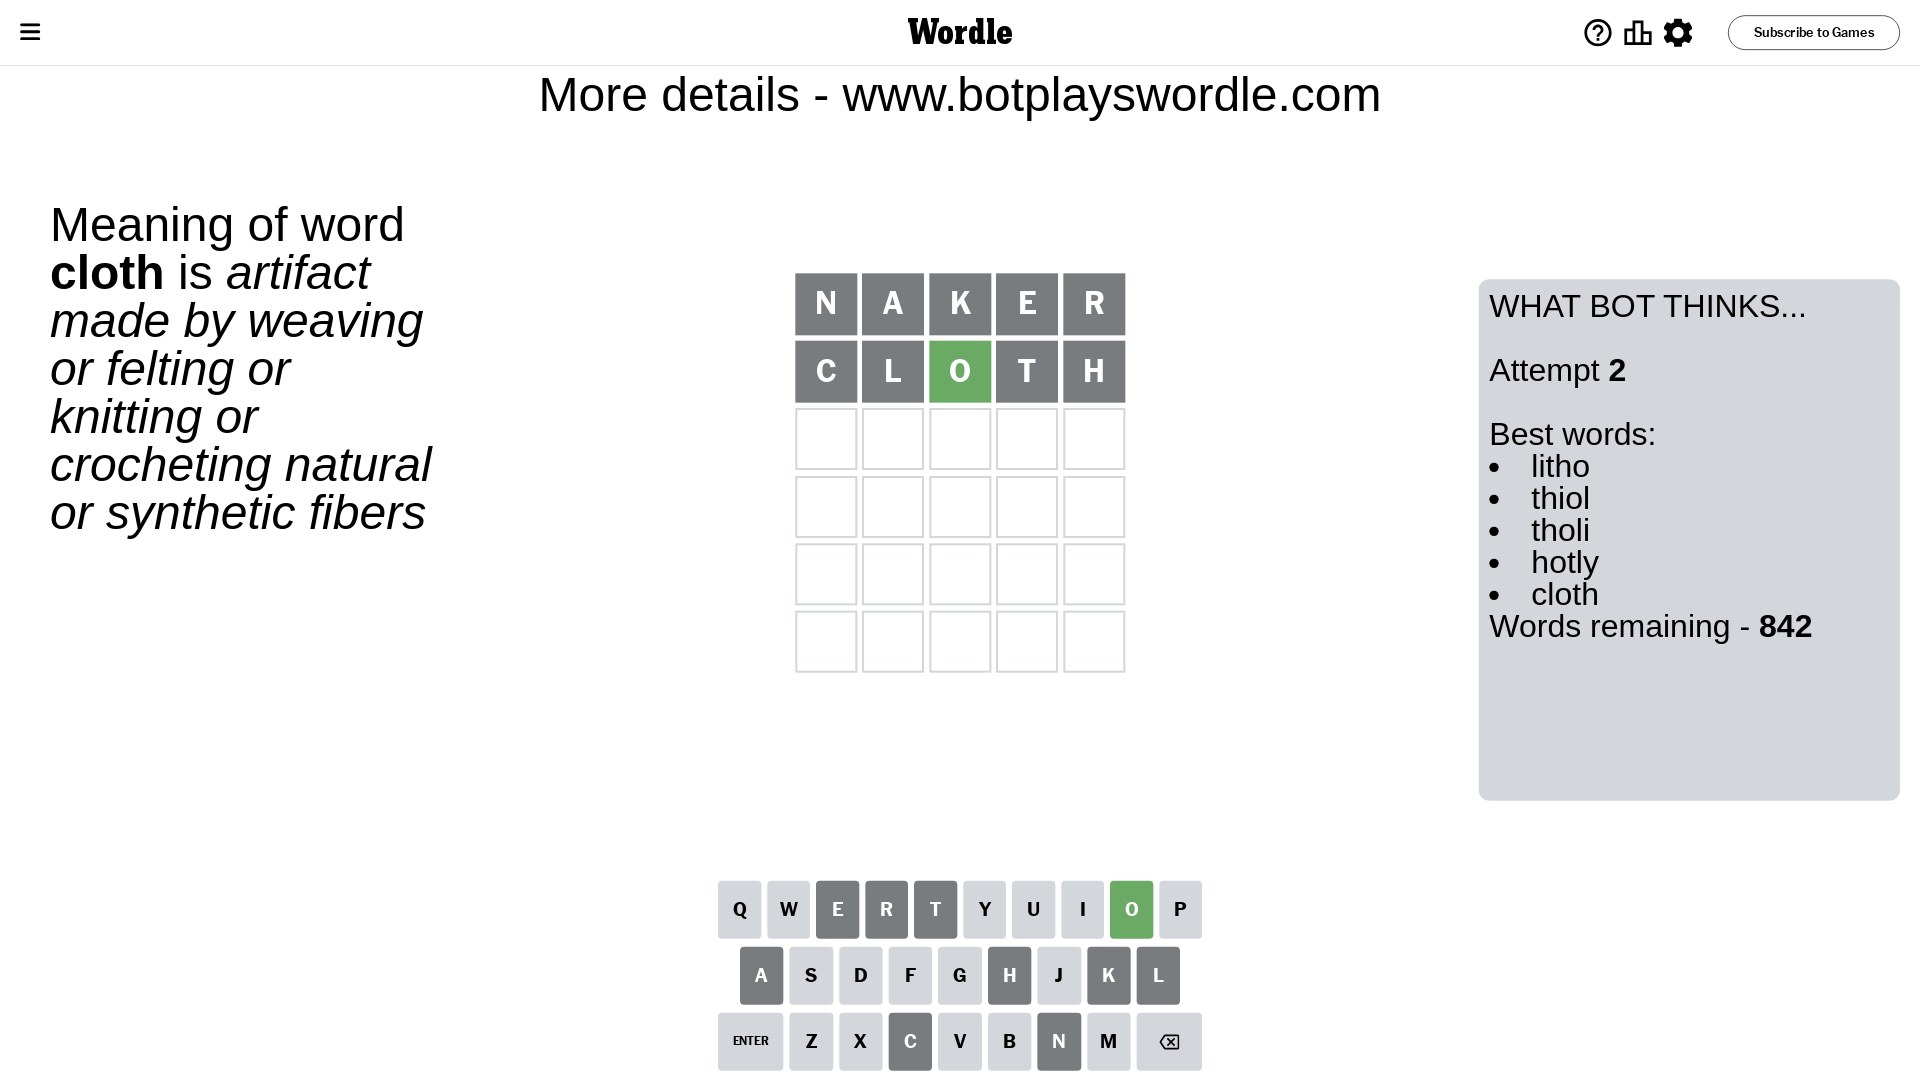 Wordle
Subscribe to Games
More details - www.botplayswordle.com
Meaning of word
cloth is artifact
made by weaving
or felting or
knitting or
crocheting natural
or synthetic fibers
N A K E R
C L O T H
WHAT BOT THINKS...
Attempt 2
Best words:
• litho
• thiol
• tholi
• hotly
• cloth
Words remaining - 842
Q W E R T Y U I O P
A S D F G H J K L
ENTER Z X C V B N M